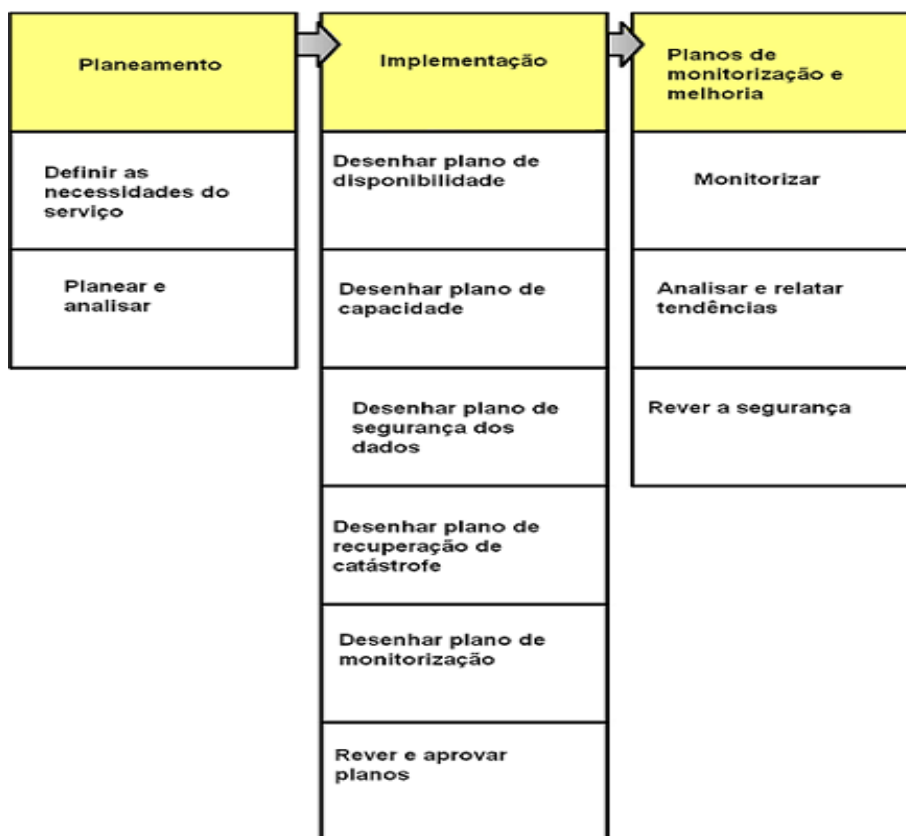 Planeamento
Definir as
necessidades do
serviço
Planear e
analisar
Implementação
Desenhar plano de
disponibilidade
Desenhar plano de
capacidade
Desenhar plano de
segurança dos
dados
Desenhar plano de
recuperação de
catástrofe
Desenhar plano de
monitorização
Rever e aprovar
planos
Planos de
monitorização e
melhoria
Monitorizar
Analisar e relatar
tendências
Rever a segurança